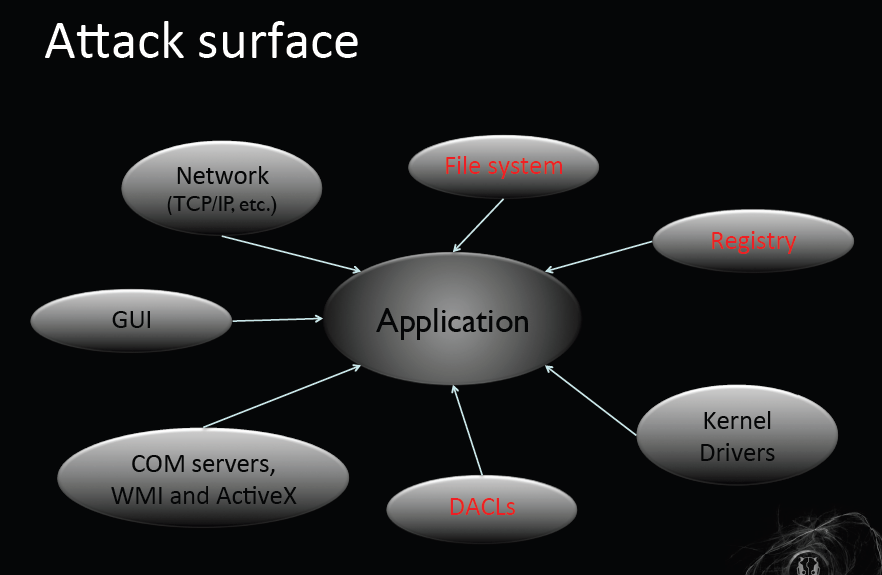 Attack surface
Network
(TCP/IP, etc.)
File system
Registry
GUI
Application
Kernel
Drivers
COM servers,
WMI and ActiveX
DACLs